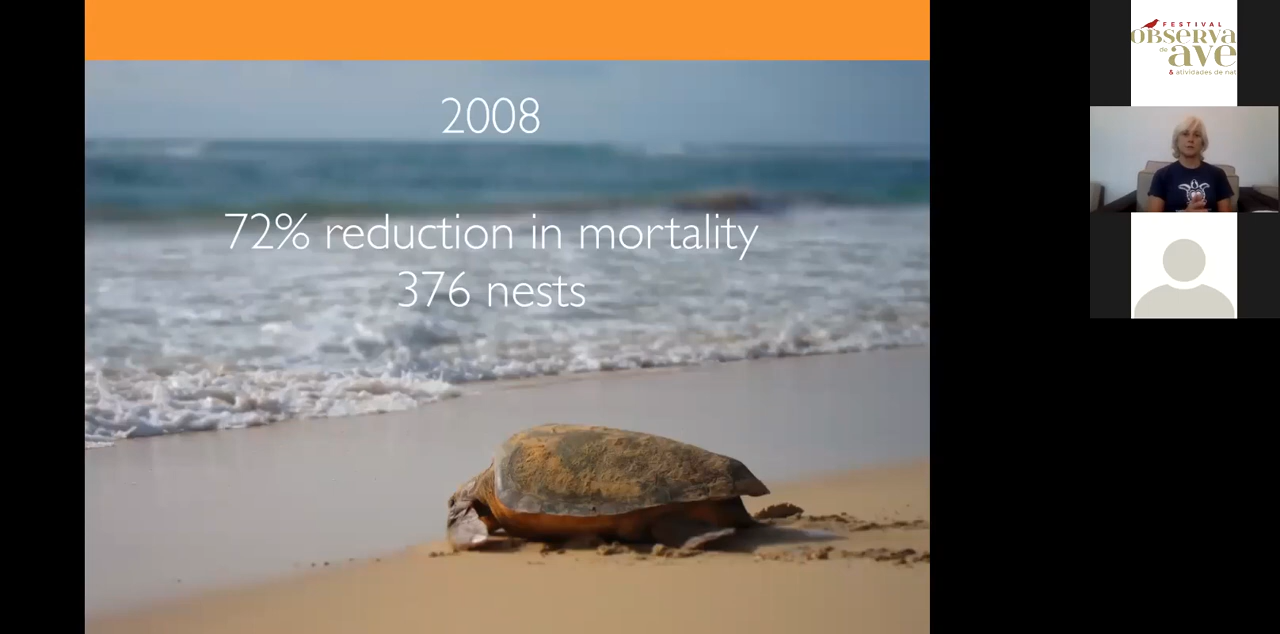 2008
72% reduction in mortality
376 nests
FESTIVAL
OBSERVA
de
ave
& atividades de nat